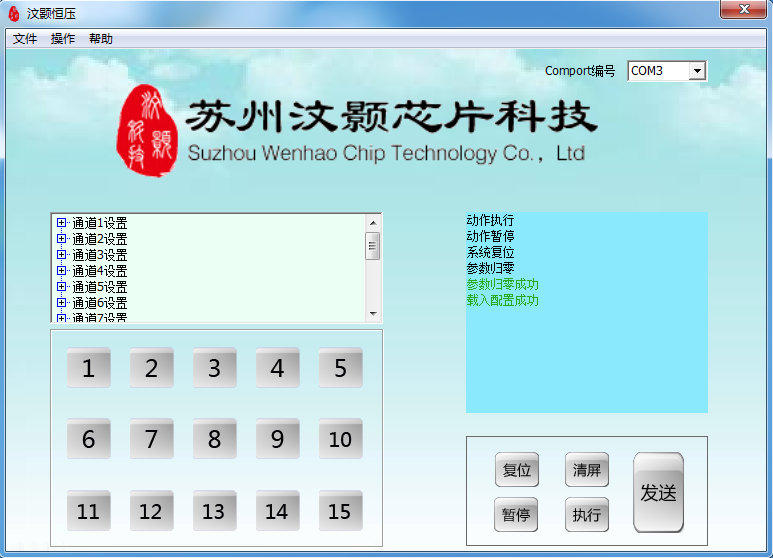 汶颢恒压
文件 操作 帮助
Comport编号 COM3
汶颢科技
苏州汶颢芯片科技
Suzhou Wenhao Chip Technology Co., Ltd
通道1设置
通道2设置
通道3设置
通道4设置
通道5设置
通道6设置
通道7设置
动作执行
动作暂停
系统复位
参数归零
参数归零成功
载入配置成功
1 2 3 4 5
6 7 8 9 10
11 12 13 14 15
复位 清屏
发送
暂停 执行